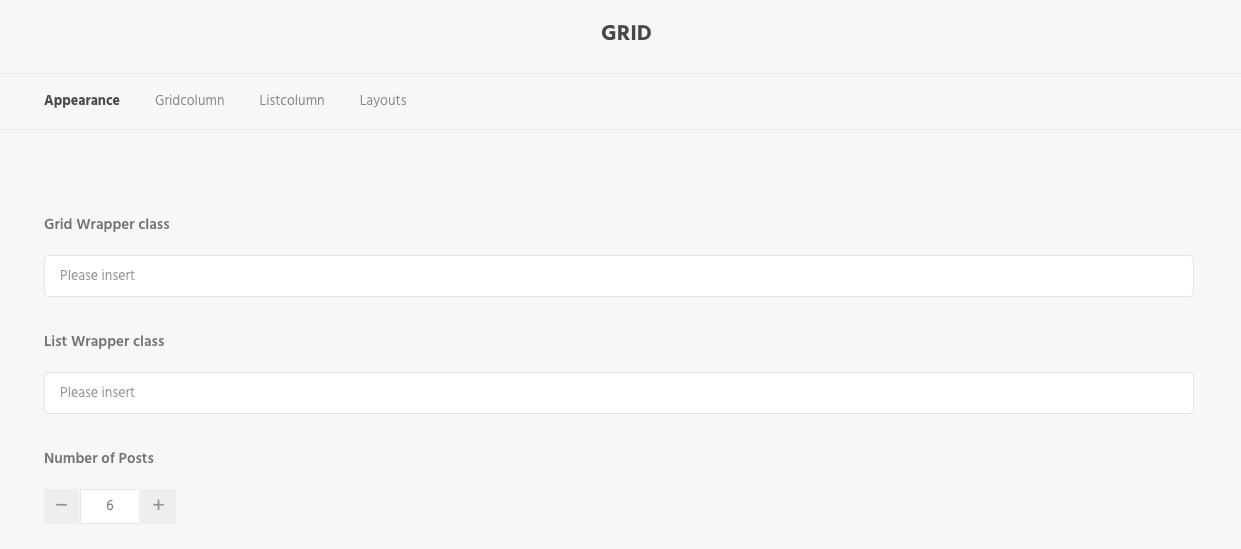 GRID
Appearance Gridcolumn Listcolumn Layouts
Grid Wrapper class
Please insert
List Wrapper class
Please insert
Number of Posts
− 6 +